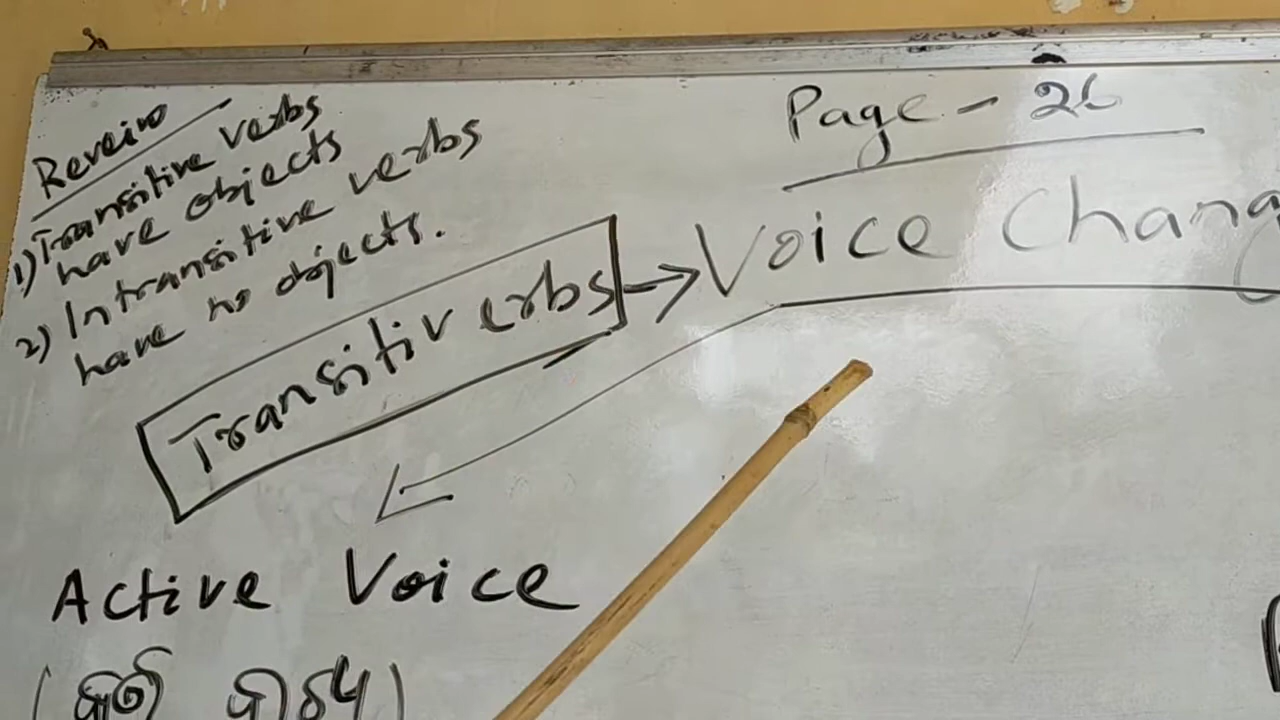 Reveiw
1) Transitive verbs
have objects
2) Intransitive verbs
have no objects.
Page - 26
Transitiv erbs → Voice Chang
Active Voice